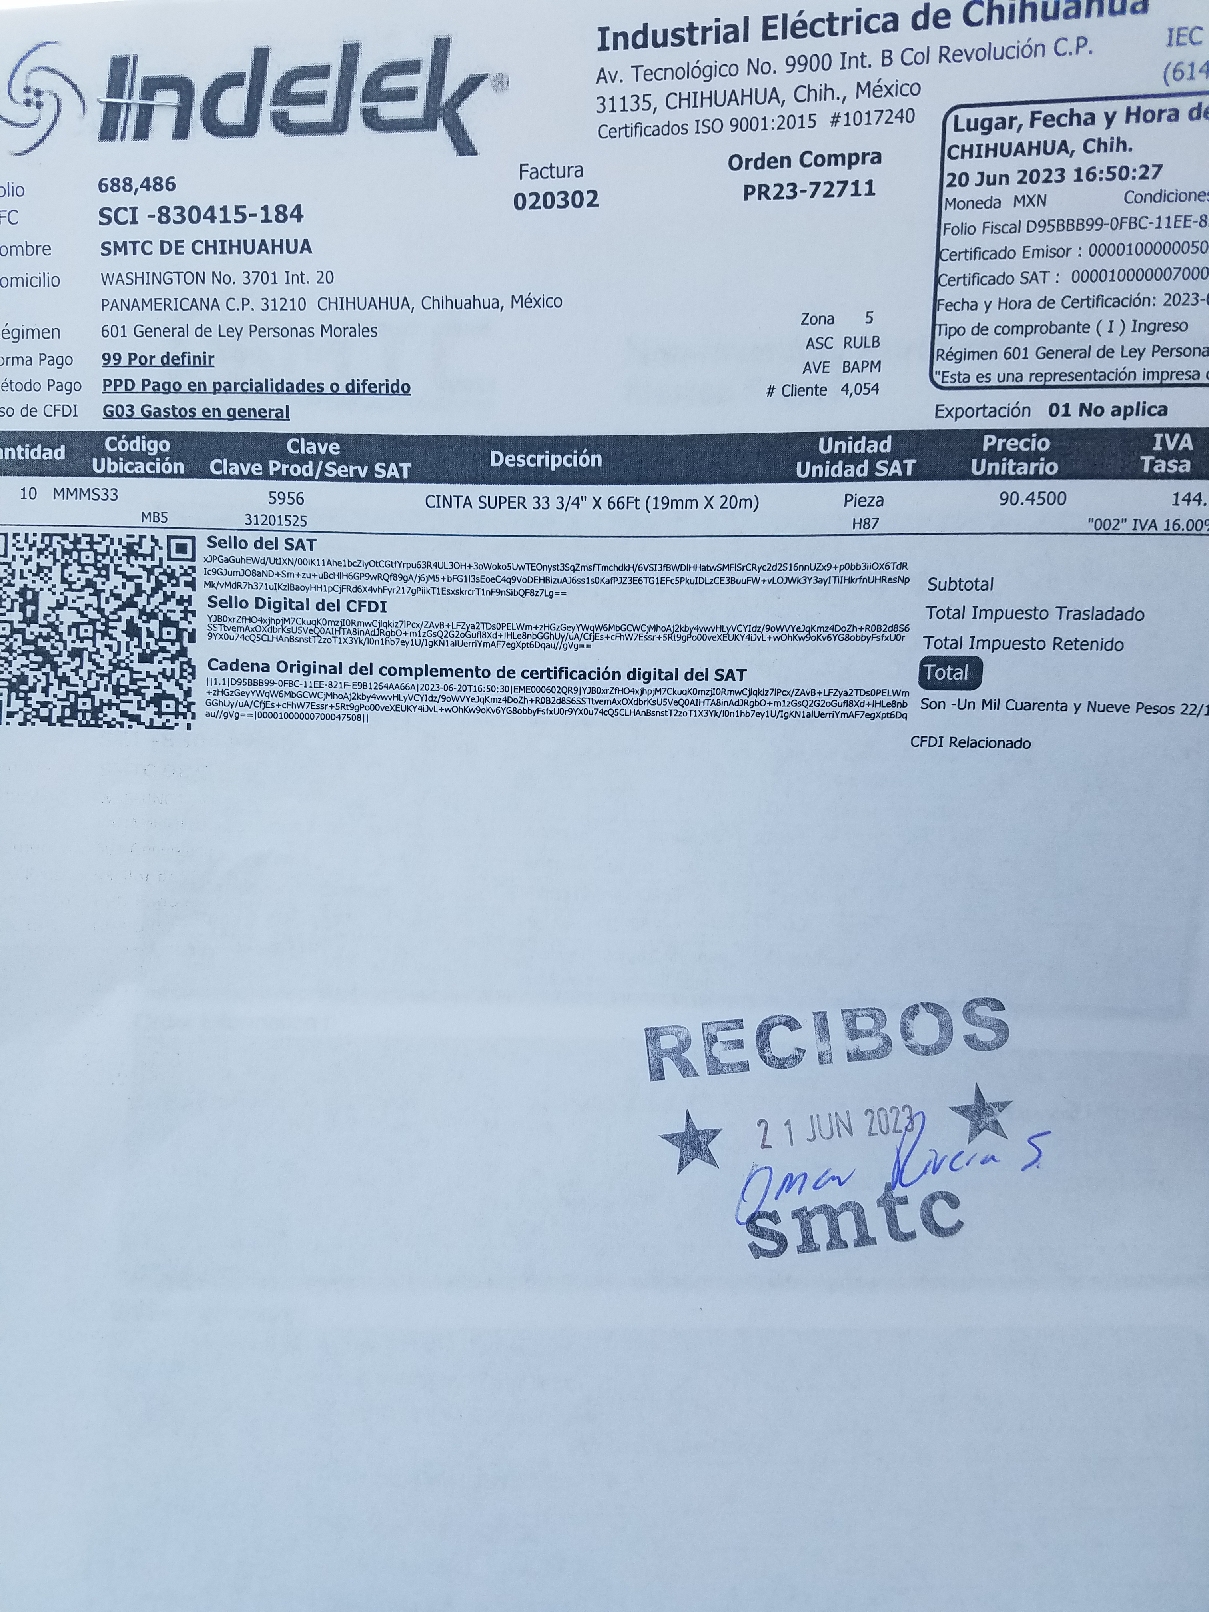 Indelek®
Industrial Eléctrica de Chihuahua
Av. Tecnológico No. 9900 Int. B Col Revolución C.P.
31135, CHIHUAHUA, Chih., México
Certificados ISO 9001:2015 #1017240
IEC
(614
Factura
020302
Orden Compra
PR23-72711
Lugar, Fecha y Hora de
CHIHUAHUA, Chih.
20 Jun 2023 16:50:27
Moneda MXN Condiciones
Folio Fiscal D95BBB99-0FBC-11EE-8
Certificado Emisor : 0000100000050
Certificado SAT : 000010000007000
Fecha y Hora de Certificación: 2023-
Tipo de comprobante ( I ) Ingreso
Régimen 601 General de Ley Persona
"Esta es una representación impresa
Exportación 01 No aplica
olio 688,486
FC SCI -830415-184
ombre SMTC DE CHIHUAHUA
omicilio WASHINGTON No. 3701 Int. 20
PANAMERICANA C.P. 31210 CHIHUAHUA, Chihuahua, México
égimen 601 General de Ley Personas Morales
orma Pago 99 Por definir
étodo Pago PPD Pago en parcialidades o diferido
so de CFDI G03 Gastos en general
Zona 5
ASC RULB
AVE BAPM
# Cliente 4,054
antidad Código Ubicación Clave Clave Prod/Serv SAT Descripción Unidad Unidad SAT Precio Unitario IVA Tasa
10 MMMS33 5956 CINTA SUPER 33 3/4" X 66Ft (19mm X 20m) Pieza 90.4500 144.
MB5 31201525 H87 "002" IVA 16.00%
Sello del SAT
Sello Digital del CFDI
Cadena Original del complemento de certificación digital del SAT
au//gVg==|00001000000700047508||
Subtotal
Total Impuesto Trasladado
Total Impuesto Retenido
Total
Son -Un Mil Cuarenta y Nueve Pesos 22/1
CFDI Relacionado
RECIBOS
21 JUN 2023
Omar Rivera S.
smtc